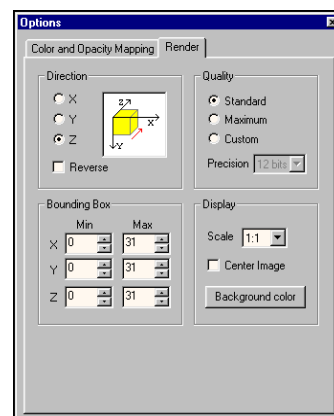 Options
Color and Opacity Mapping Render
Direction
X
Y
Z
Reverse
Z
X
Y
Quality
Standard
Maximum
Custom
Precision 12 bits
Bounding Box
Min Max
X 0 31
Y 0 31
Z 0 31
Display
Scale 1:1
Center Image
Background color